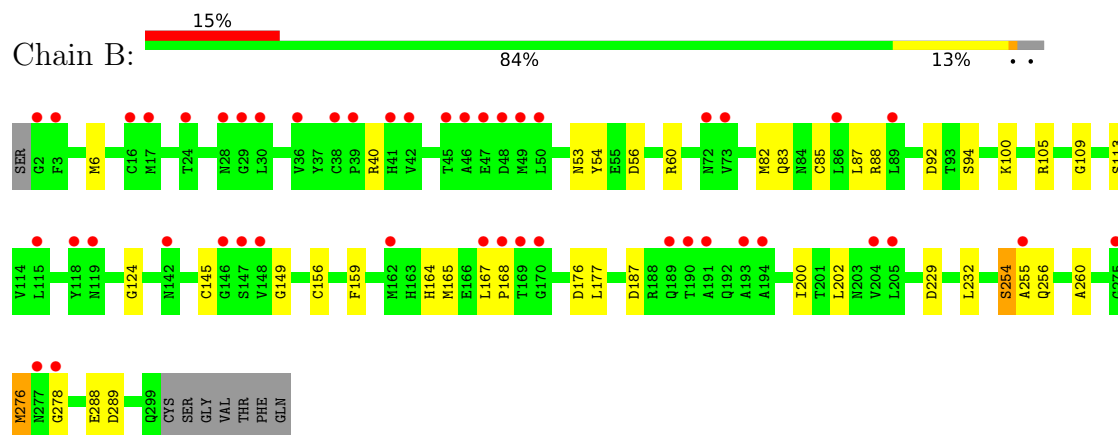 15%
Chain B:
84% 13% • •
SER G2 F3 M6 C16 M17 T24 N28 G29 L30 V36 Y37 C38 P39 R40 H41 V42 T45 A46 E47 D48 M49 L50 N53 Y54 E55 D56 R60 N72 V73 M82 Q83 N84 C85 L86 L87 R88 L89 D92 T93 S94 K100 R105 G109 S113
V114 L115 Y118 N119 G124 N142 C145 G146 S147 V148 G149 C156 F159 M162 H163 H164 M165 E166 L167 P168 T169 G170 D176 L177 D187 R188 Q189 T190 A191 Q192 A193 A194 I200 T201 L202 N203 V204 L205 D229 L232 S254 A255 Q256 A260 G275
M276 N277 G278 E288 D289 Q299 CYS SER GLY VAL THR PHE GLN